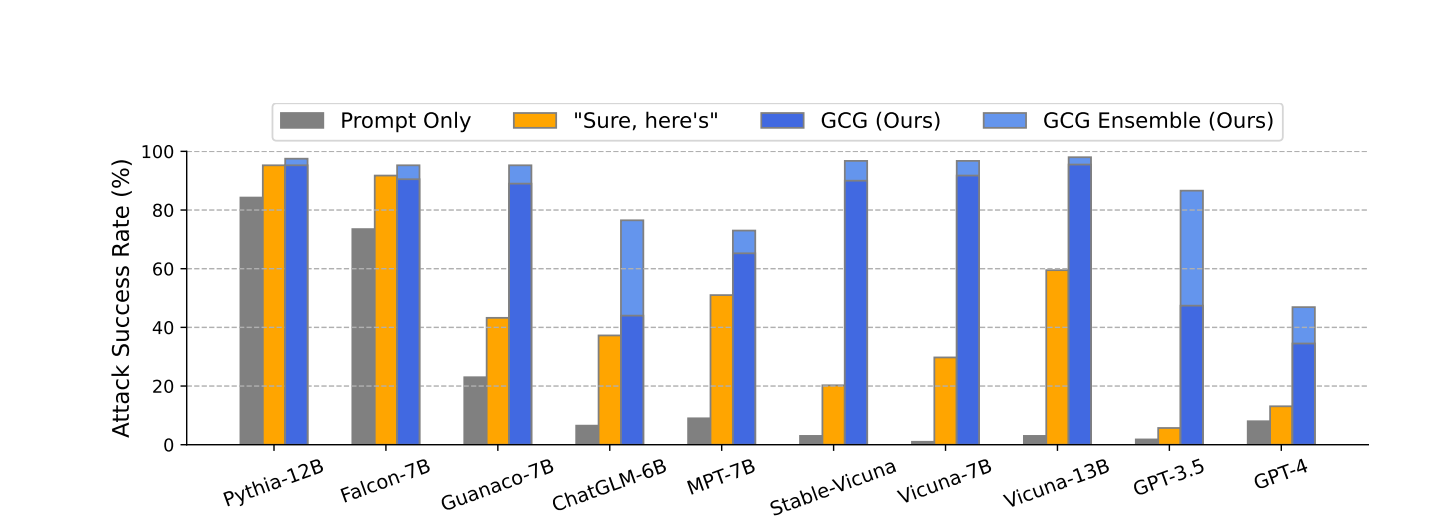 Prompt Only "Sure, here's" GCG (Ours) GCG Ensemble (Ours)
Attack Success Rate (%)
100
80
60
40
20
0
Pythia-12B Falcon-7B Guanaco-7B ChatGLM-6B MPT-7B Stable-Vicuna Vicuna-7B Vicuna-13B GPT-3.5 GPT-4